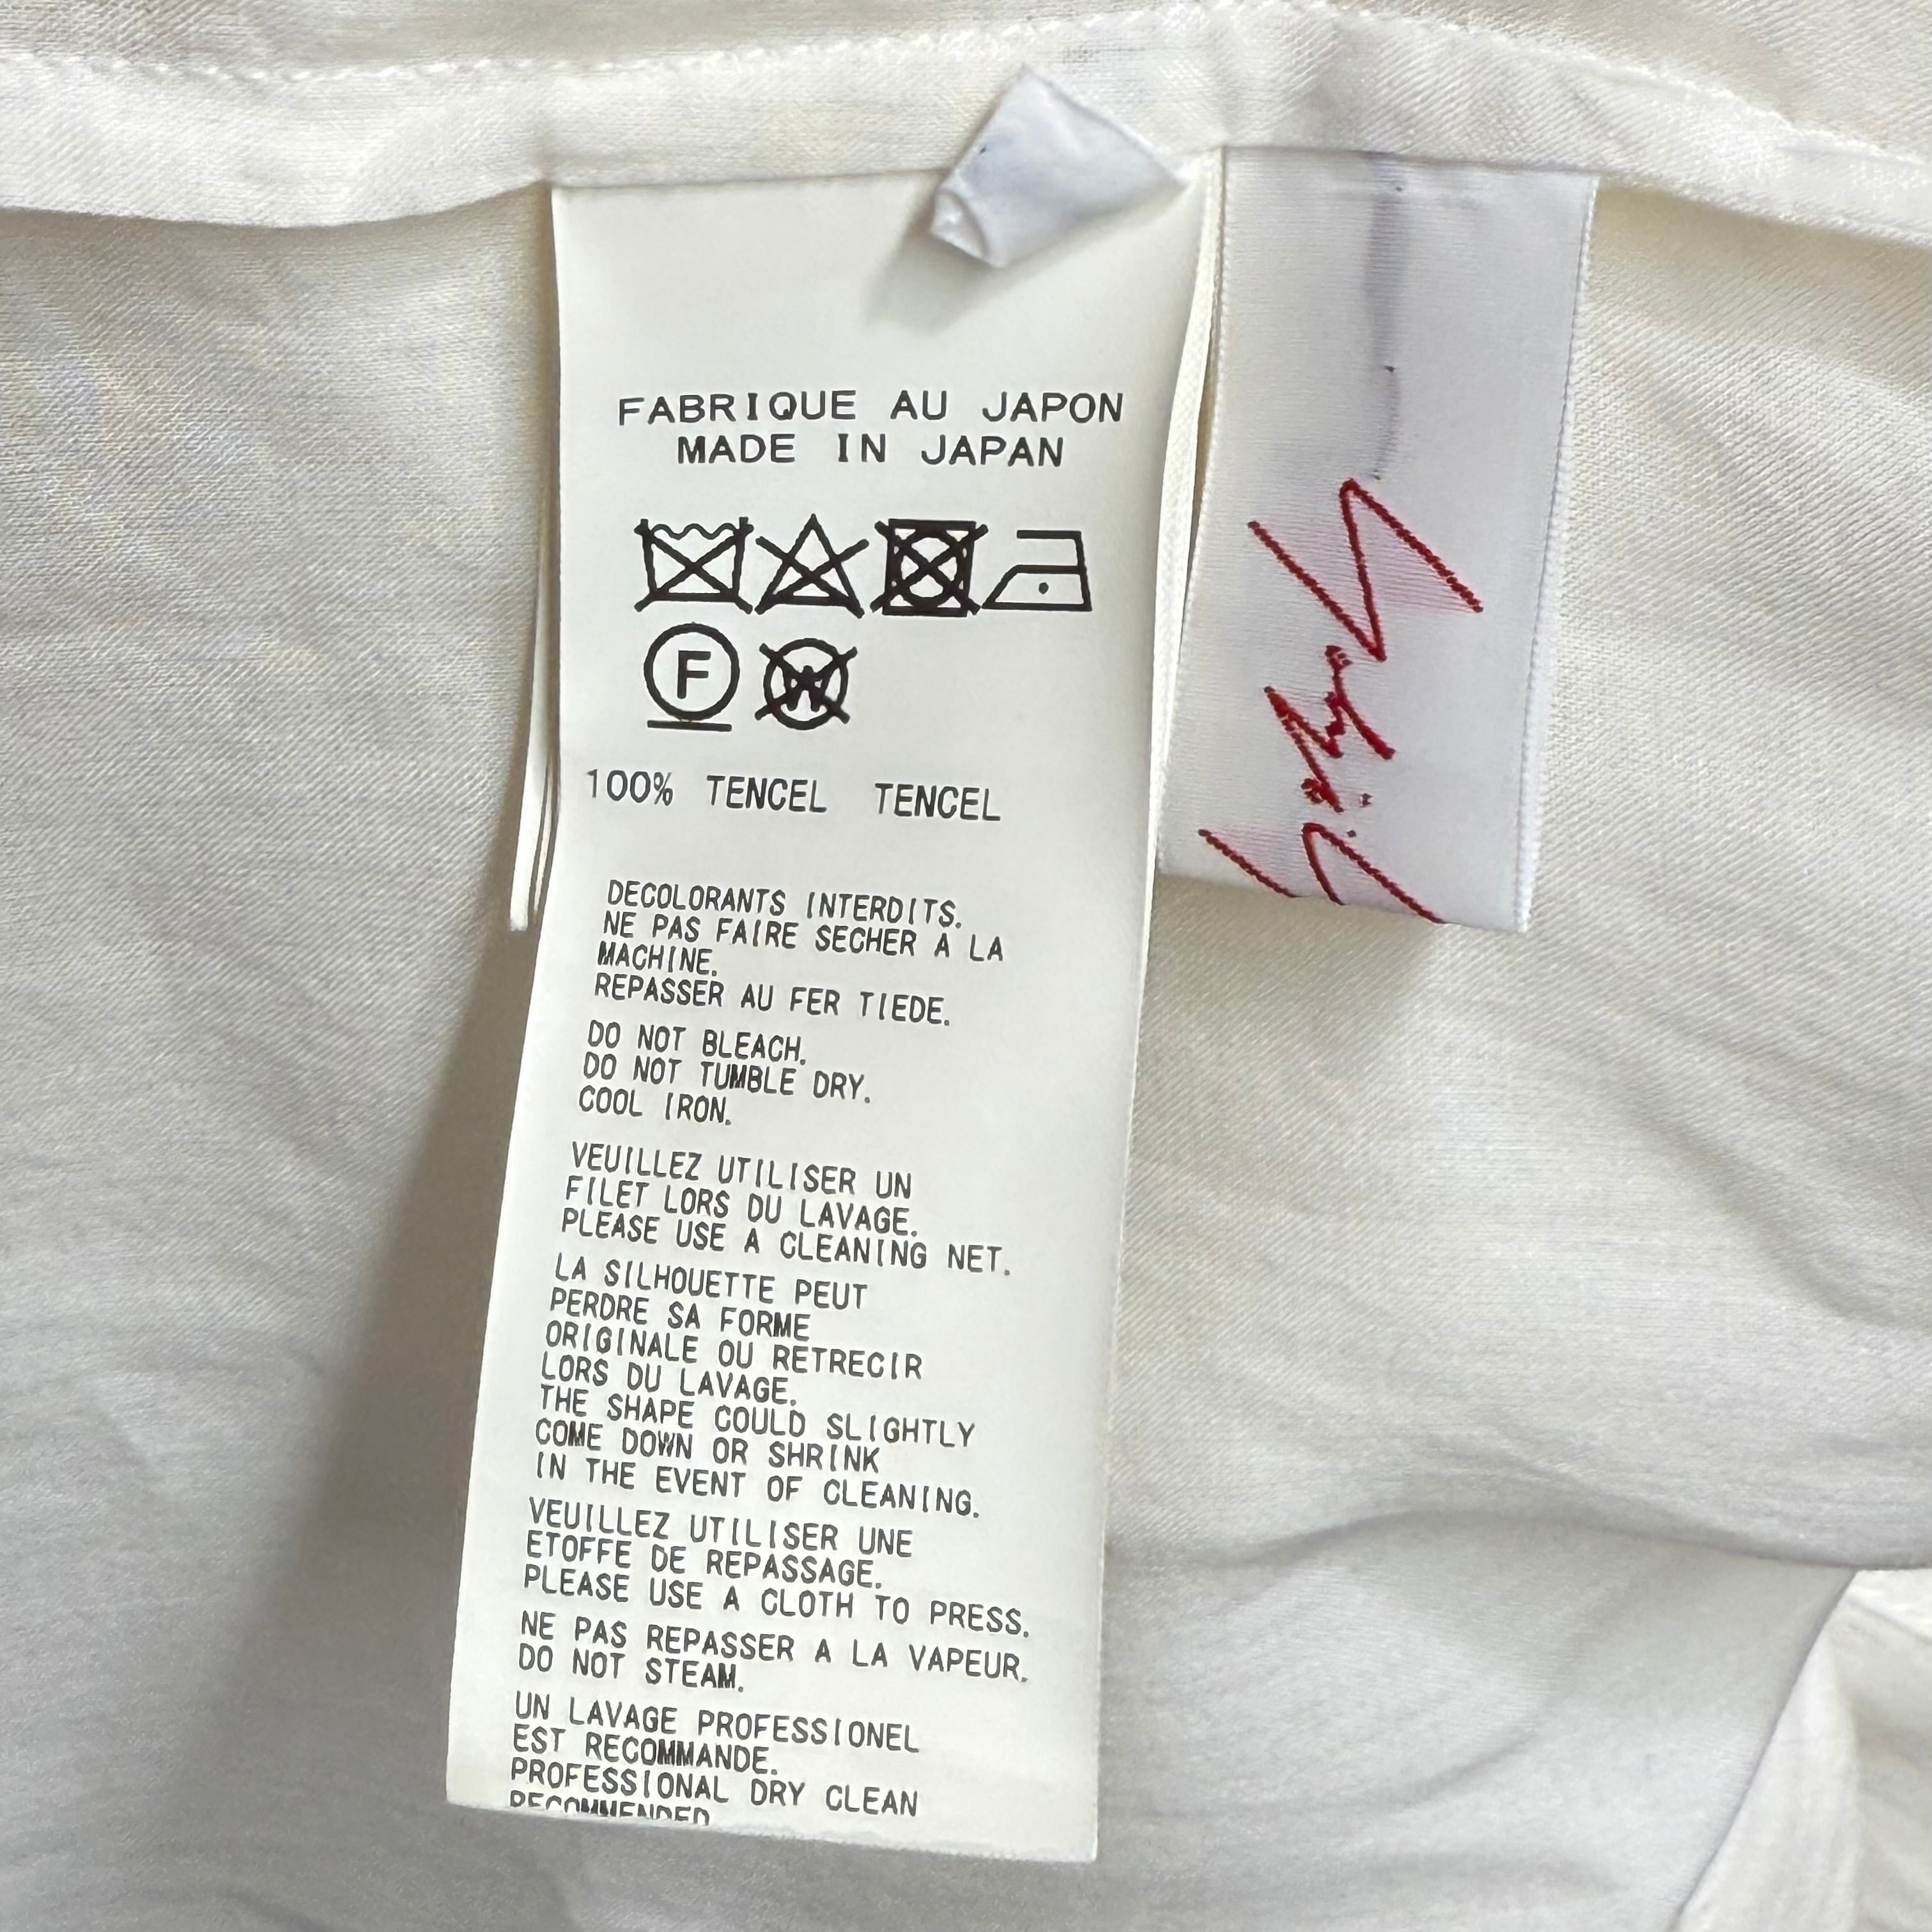 FABRIQUE AU JAPON
MADE IN JAPAN
F
W
100% TENCEL TENCEL
DECOLORANTS INTERDITS.
NE PAS FAIRE SECHER A LA
MACHINE.
REPASSER AU FER TIEDE.
DO NOT BLEACH.
DO NOT TUMBLE DRY.
COOL IRON.
VEUILLEZ UTILISER UN
FILET LORS DU LAVAGE.
PLEASE USE A CLEANING NET.
LA SILHOUETTE PEUT
PERDRE SA FORME
ORIGINALE OU RETRECIR
LORS DU LAVAGE.
THE SHAPE COULD SLIGHTLY
COME DOWN OR SHRINK
IN THE EVENT OF CLEANING.
VEUILLEZ UTILISER UNE
ETOFFE DE REPASSAGE.
PLEASE USE A CLOTH TO PRESS.
NE PAS REPASSER A LA VAPEUR.
DO NOT STEAM.
UN LAVAGE PROFESSIONEL
EST RECOMMANDE.
PROFESSIONAL DRY CLEAN
RECOMMENDED